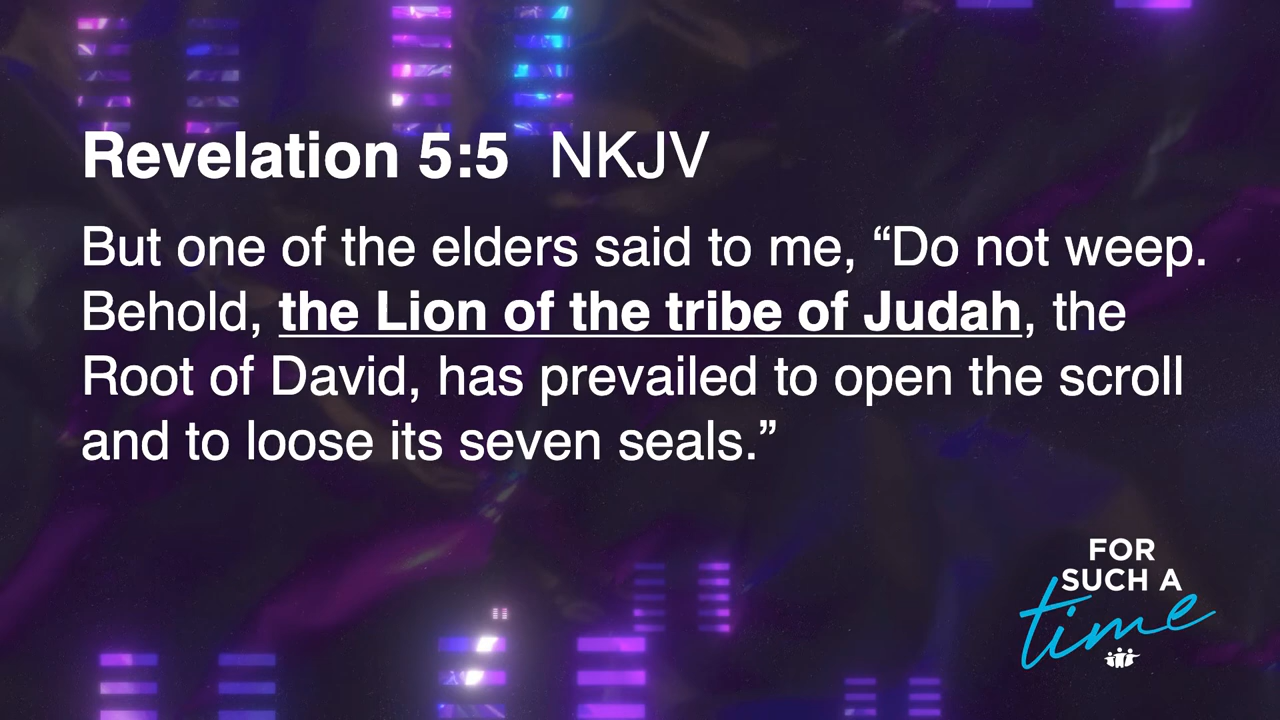 Revelation 5:5 NKJV
But one of the elders said to me, “Do not weep.
Behold, the Lion of the tribe of Judah, the
Root of David, has prevailed to open the scroll
and to loose its seven seals.”
FOR
SUCH A
time